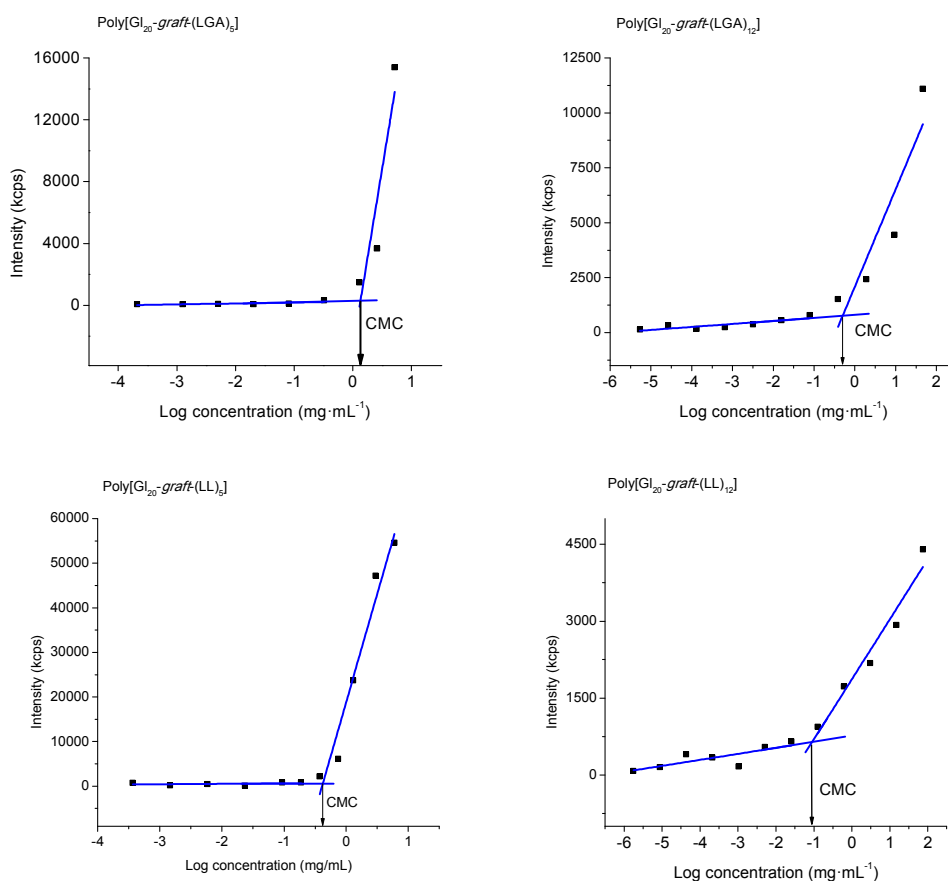 Poly[Gl₂₀-graft-(LGA)₅]
16000
12000
8000
4000
0
Intensity (kcps)
CMC
-4 -3 -2 -1 0 1
Log concentration (mg·mL⁻¹)
Poly[Gl₂₀-graft-(LGA)₁₂]
12500
10000
7500
5000
2500
0
Intensity (kcps)
CMC
-6 -5 -4 -3 -2 -1 0 1 2
Log concentration (mg·mL⁻¹)
Poly[Gl₂₀-graft-(LL)₅]
60000
50000
40000
30000
20000
10000
0
Intensity (kcps)
CMC
-4 -3 -2 -1 0 1
Log concentration (mg/mL)
Poly[Gl₂₀-graft-(LL)₁₂]
4500
3000
1500
0
Intensity (kcps)
CMC
-6 -5 -4 -3 -2 -1 0 1 2
Log concentration (mg·mL⁻¹)